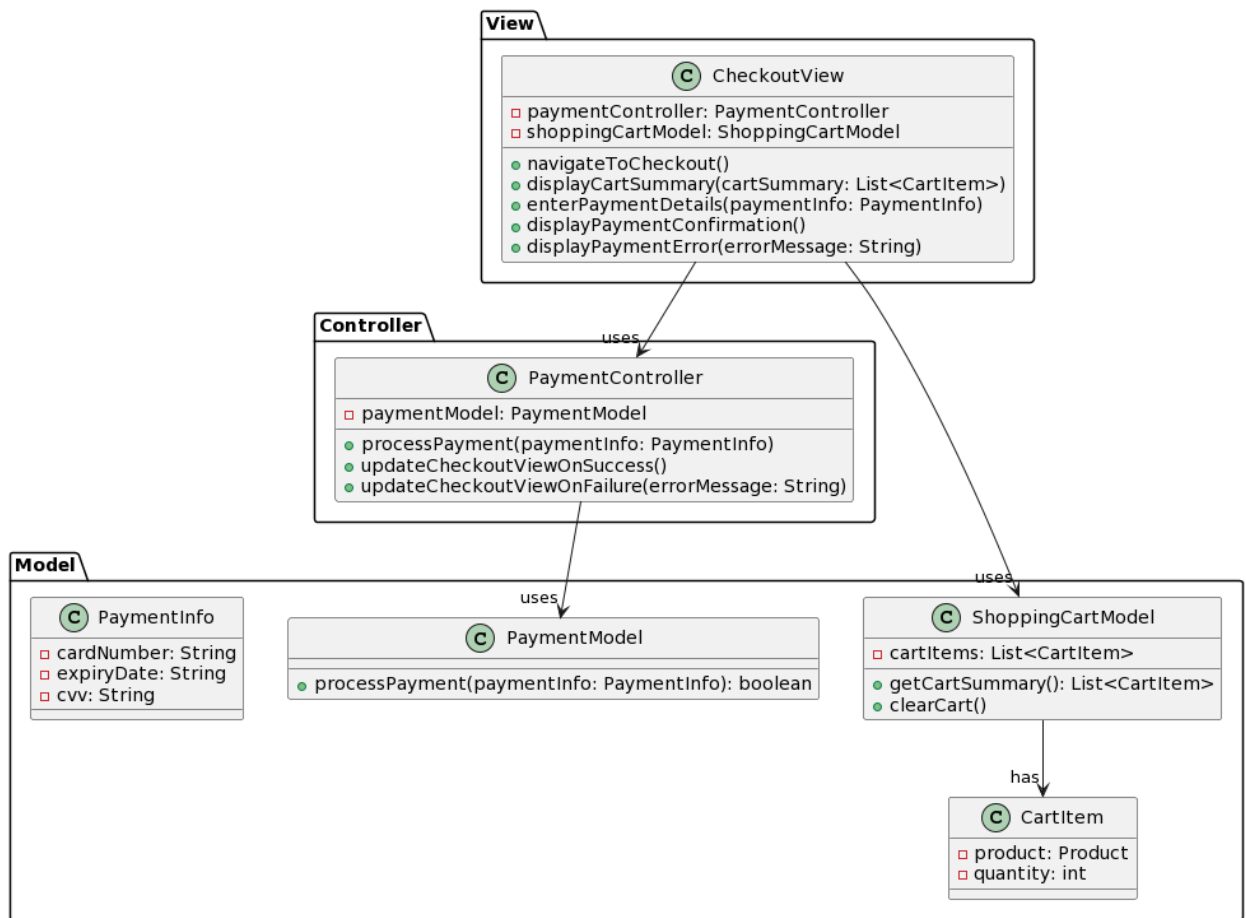 View
C CheckoutView
paymentController: PaymentController
shoppingCartModel: ShoppingCartModel
navigateToCheckout()
displayCartSummary(cartSummary: List<CartItem>)
enterPaymentDetails(paymentInfo: PaymentInfo)
displayPaymentConfirmation()
displayPaymentError(errorMessage: String)
uses
Controller
C PaymentController
paymentModel: PaymentModel
processPayment(paymentInfo: PaymentInfo)
updateCheckoutViewOnSuccess()
updateCheckoutViewOnFailure(errorMessage: String)
Model
uses
uses
C PaymentInfo
cardNumber: String
expiryDate: String
cvv: String
C PaymentModel
processPayment(paymentInfo: PaymentInfo): boolean
C ShoppingCartModel
cartItems: List<CartItem>
getCartSummary(): List<CartItem>
clearCart()
has
C CartItem
product: Product
quantity: int